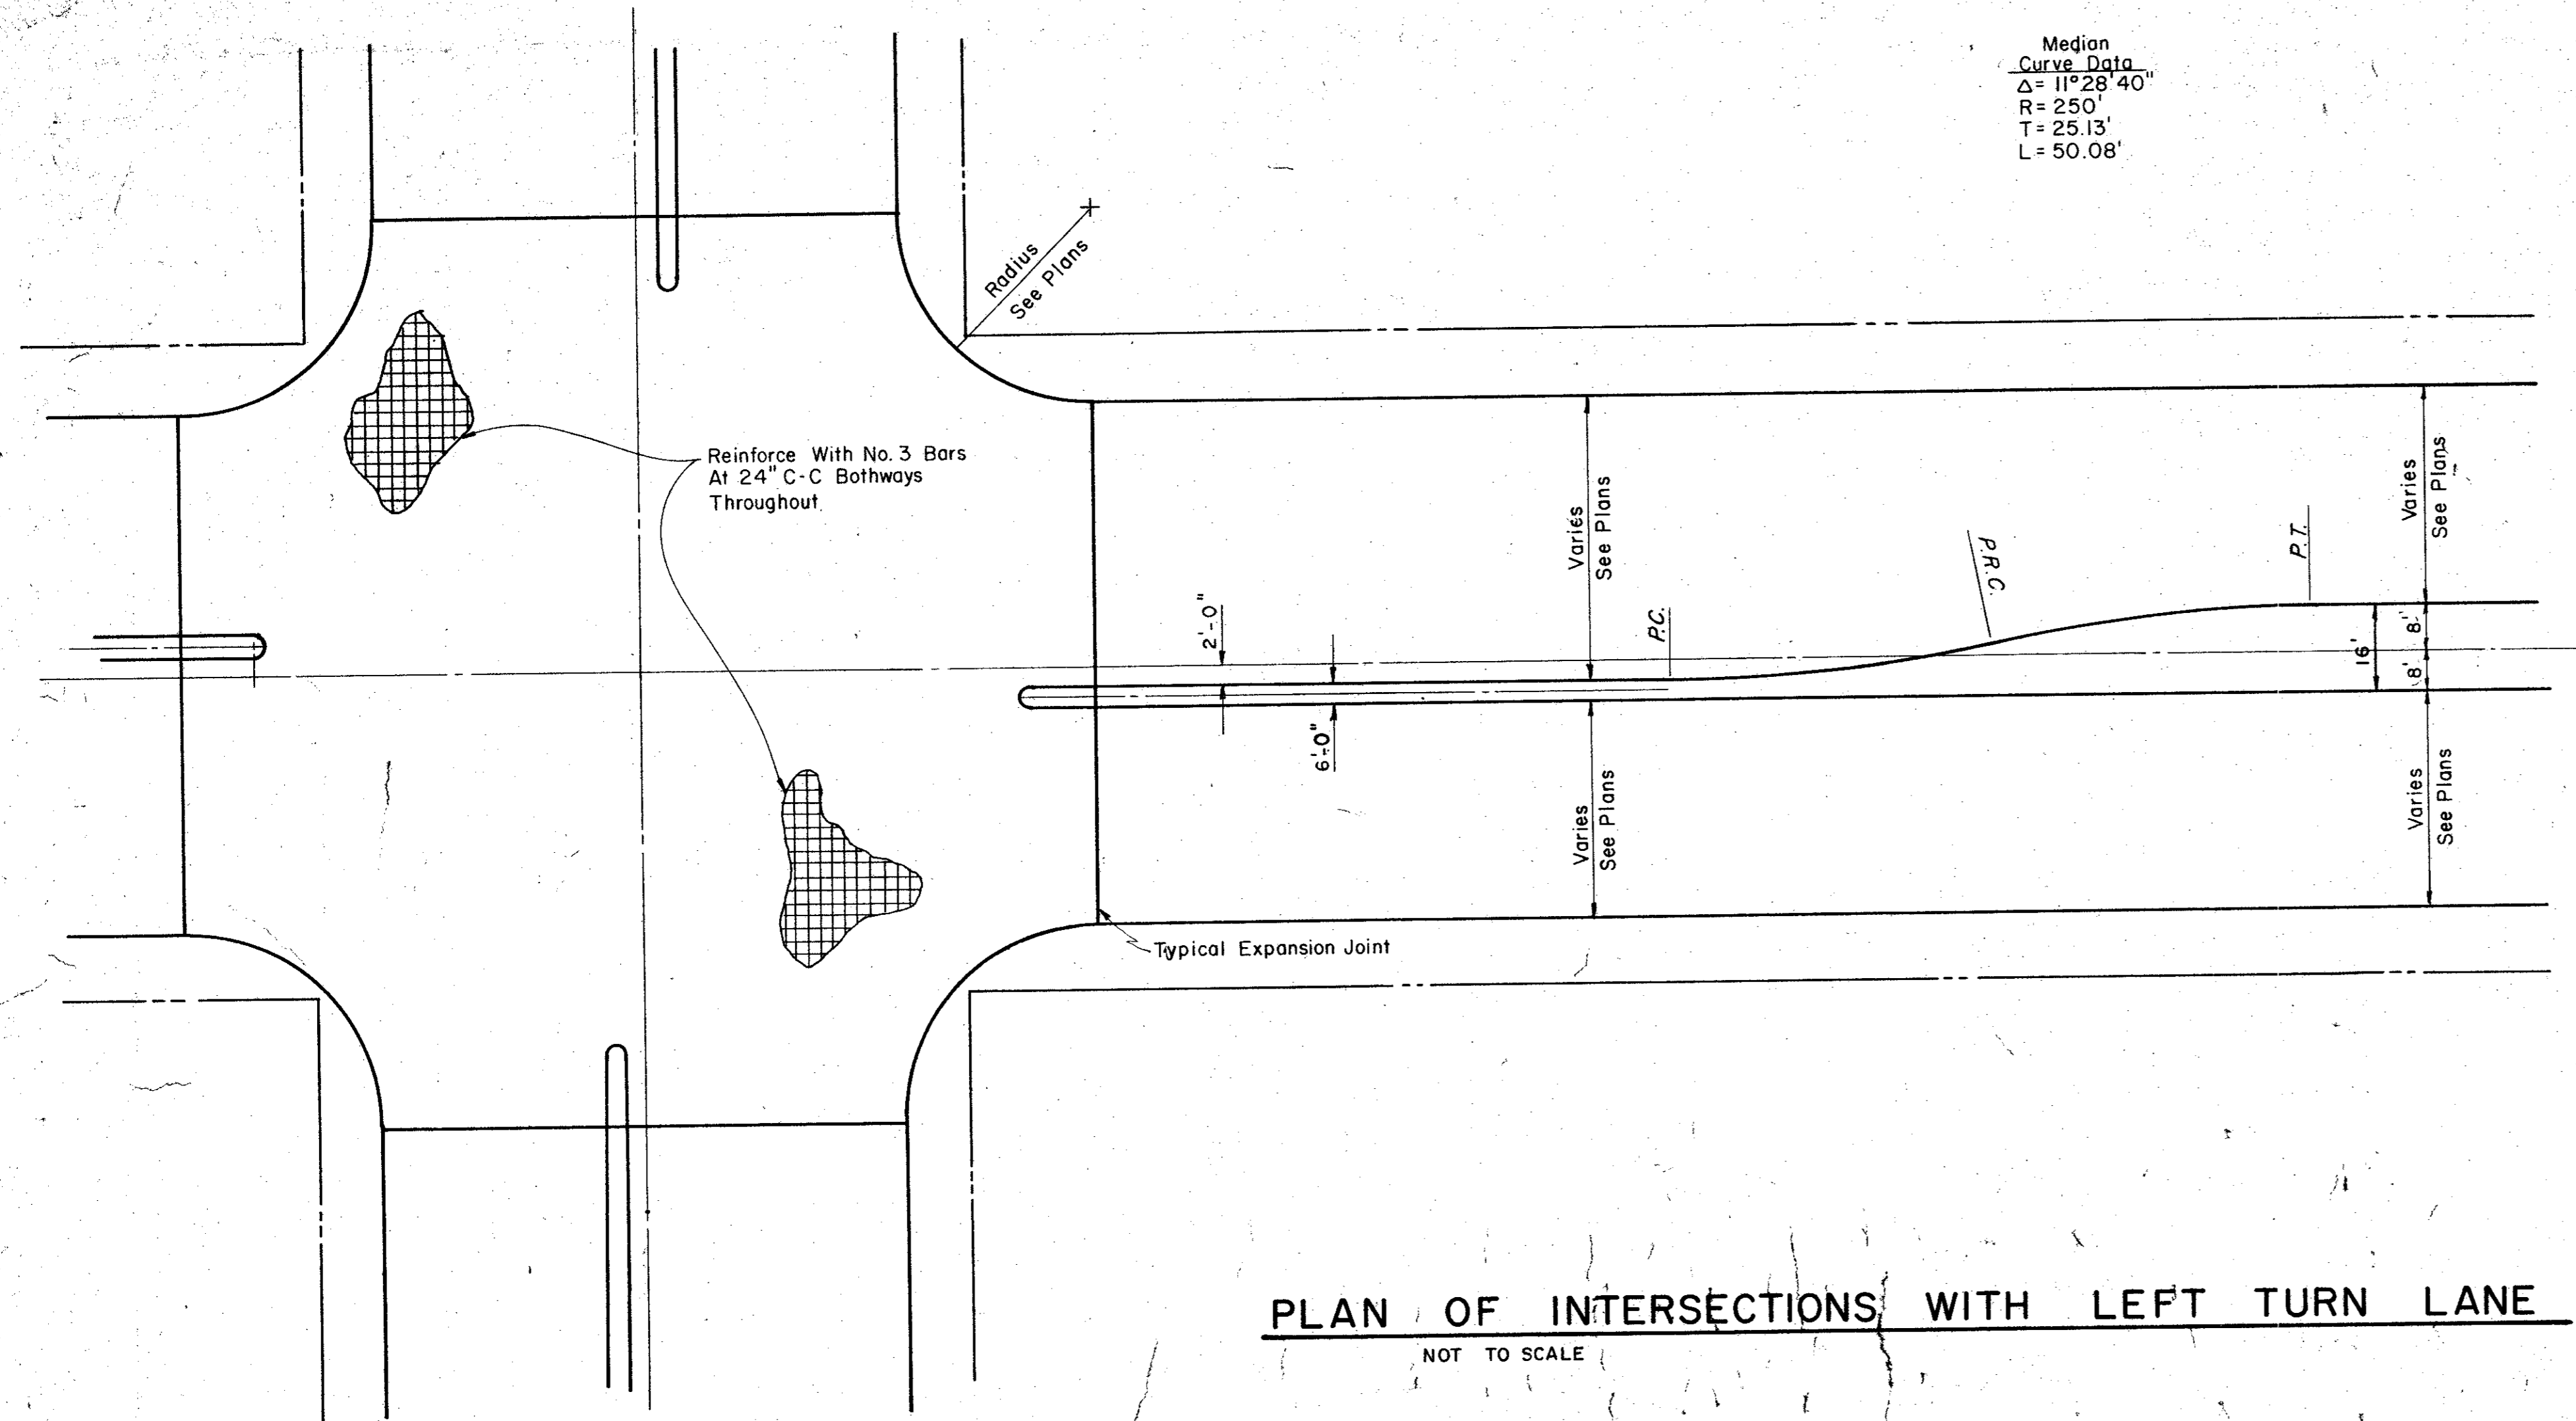 Median
Curve Data
Δ= 11°28'40"
R= 250'
T= 25.13'
L= 50.08'
Radius
See Plans
Reinforce With No. 3 Bars
At 24" C-C Bothways
Throughout
Varies
See Plans
Varies
See Plans
P.C.
P.R.C.
P.T.
2'-0"
6'-0"
16'
8'
8'
Varies
See Plans
Varies
See Plans
Typical Expansion Joint
PLAN OF INTERSECTIONS WITH LEFT TURN LANE
NOT TO SCALE